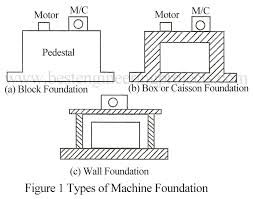 Motor M/C
Motor M/C
Pedestal
(a) Block Foundation
(b) Box or Caisson Foundation
(c) Wall Foundation
Figure 1 Types of Machine Foundation